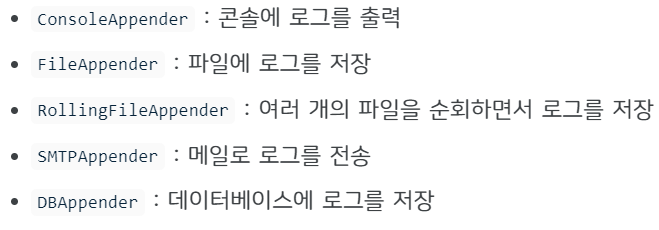 • ConsoleAppender : 콘솔에 로그를 출력
• FileAppender : 파일에 로그를 저장
• RollingFileAppender : 여러 개의 파일을 순회하면서 로그를 저장
• SMTPAppender : 메일로 로그를 전송
• DBAppender : 데이터베이스에 로그를 저장